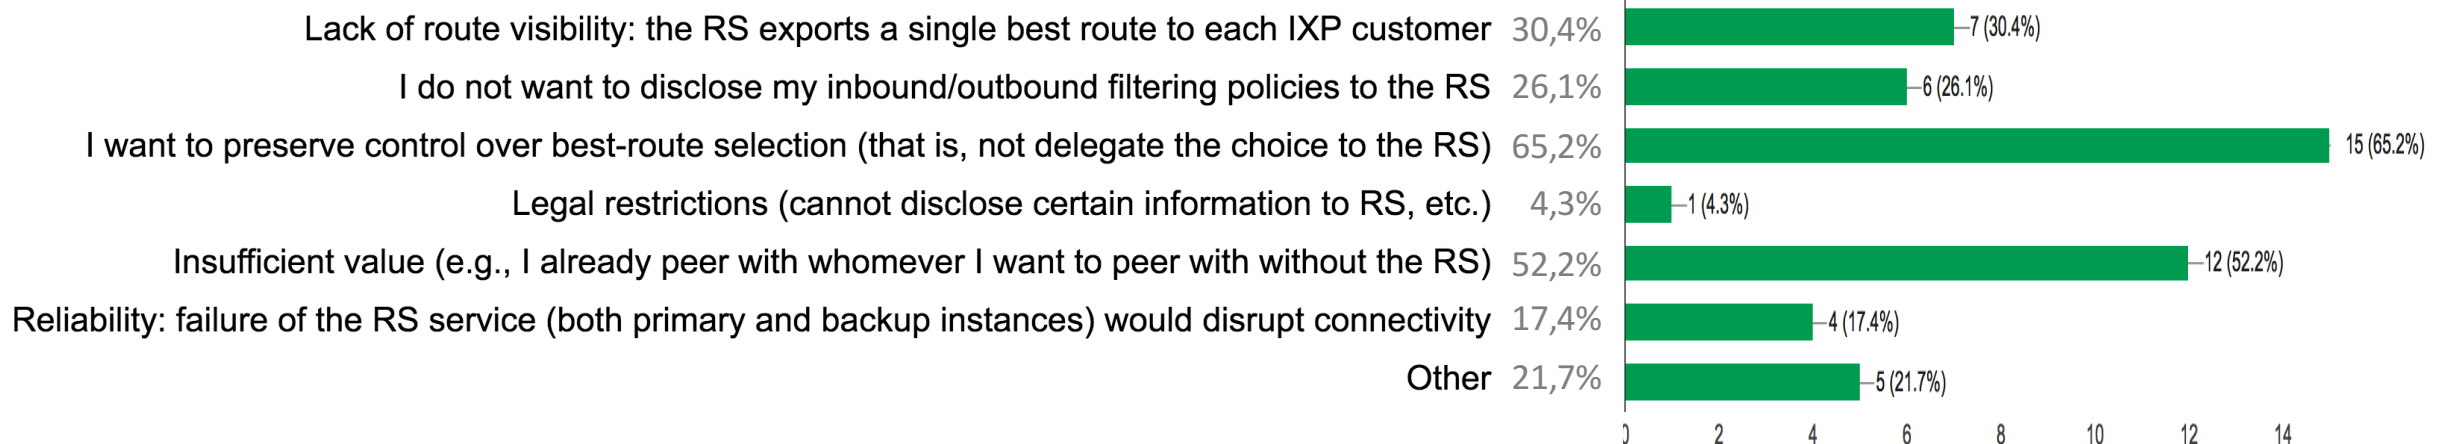 Lack of route visibility: the RS exports a single best route to each IXP customer 30,4% 7 (30.4%)
I do not want to disclose my inbound/outbound filtering policies to the RS 26,1% 6 (26.1%)
I want to preserve control over best-route selection (that is, not delegate the choice to the RS) 65,2% 15 (65.2%)
Legal restrictions (cannot disclose certain information to RS, etc.) 4,3% 1 (4.3%)
Insufficient value (e.g., I already peer with whomever I want to peer with without the RS) 52,2% 12 (52.2%)
Reliability: failure of the RS service (both primary and backup instances) would disrupt connectivity 17,4% 4 (17.4%)
Other 21,7% 5 (21.7%)
0 2 4 6 8 10 12 14